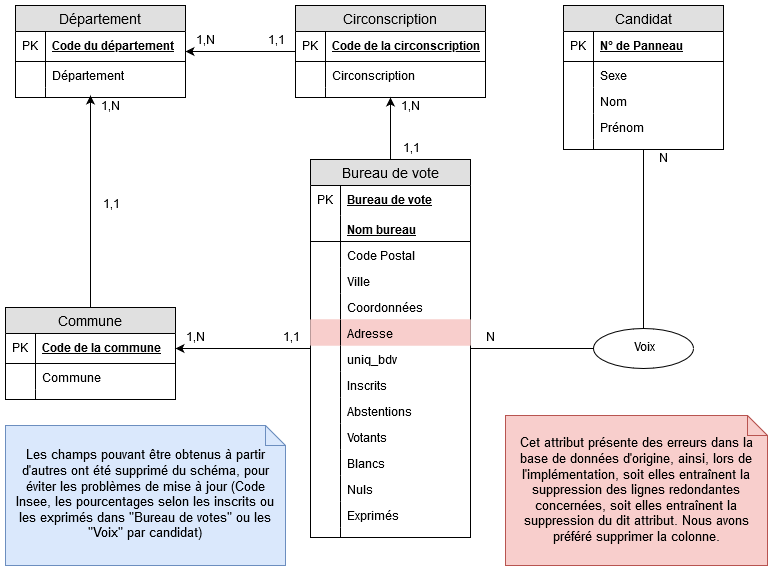 Département
PK Code du département
Département
1,N
1,1
Circonscription
PK Code de la circonscription
Circonscription
Candidat
PK N° de Panneau
Sexe
Nom
Prénom
1,N
1,N
1,1
N
1,1
Bureau de vote
PK Bureau de vote
Nom bureau
Code Postal
Ville
Coordonnées
Adresse
uniq_bdv
Inscrits
Abstentions
Votants
Blancs
Nuls
Exprimés
Commune
PK Code de la commune
Commune
1,N
1,1
N
Voix
Les champs pouvant être obtenus à partir
d'autres ont été supprimé du schéma, pour
éviter les problèmes de mise à jour (Code
Insee, les pourcentages selon les inscrits ou
les exprimés dans "Bureau de votes" ou les
"Voix" par candidat)
Cet attribut présente des erreurs dans la
base de données d'origine, ainsi, lors de
l'implémentation, soit elles entraînent la
suppression des lignes redondantes
concernées, soit elles entraînent la
suppression du dit attribut. Nous avons
préféré supprimer la colonne.